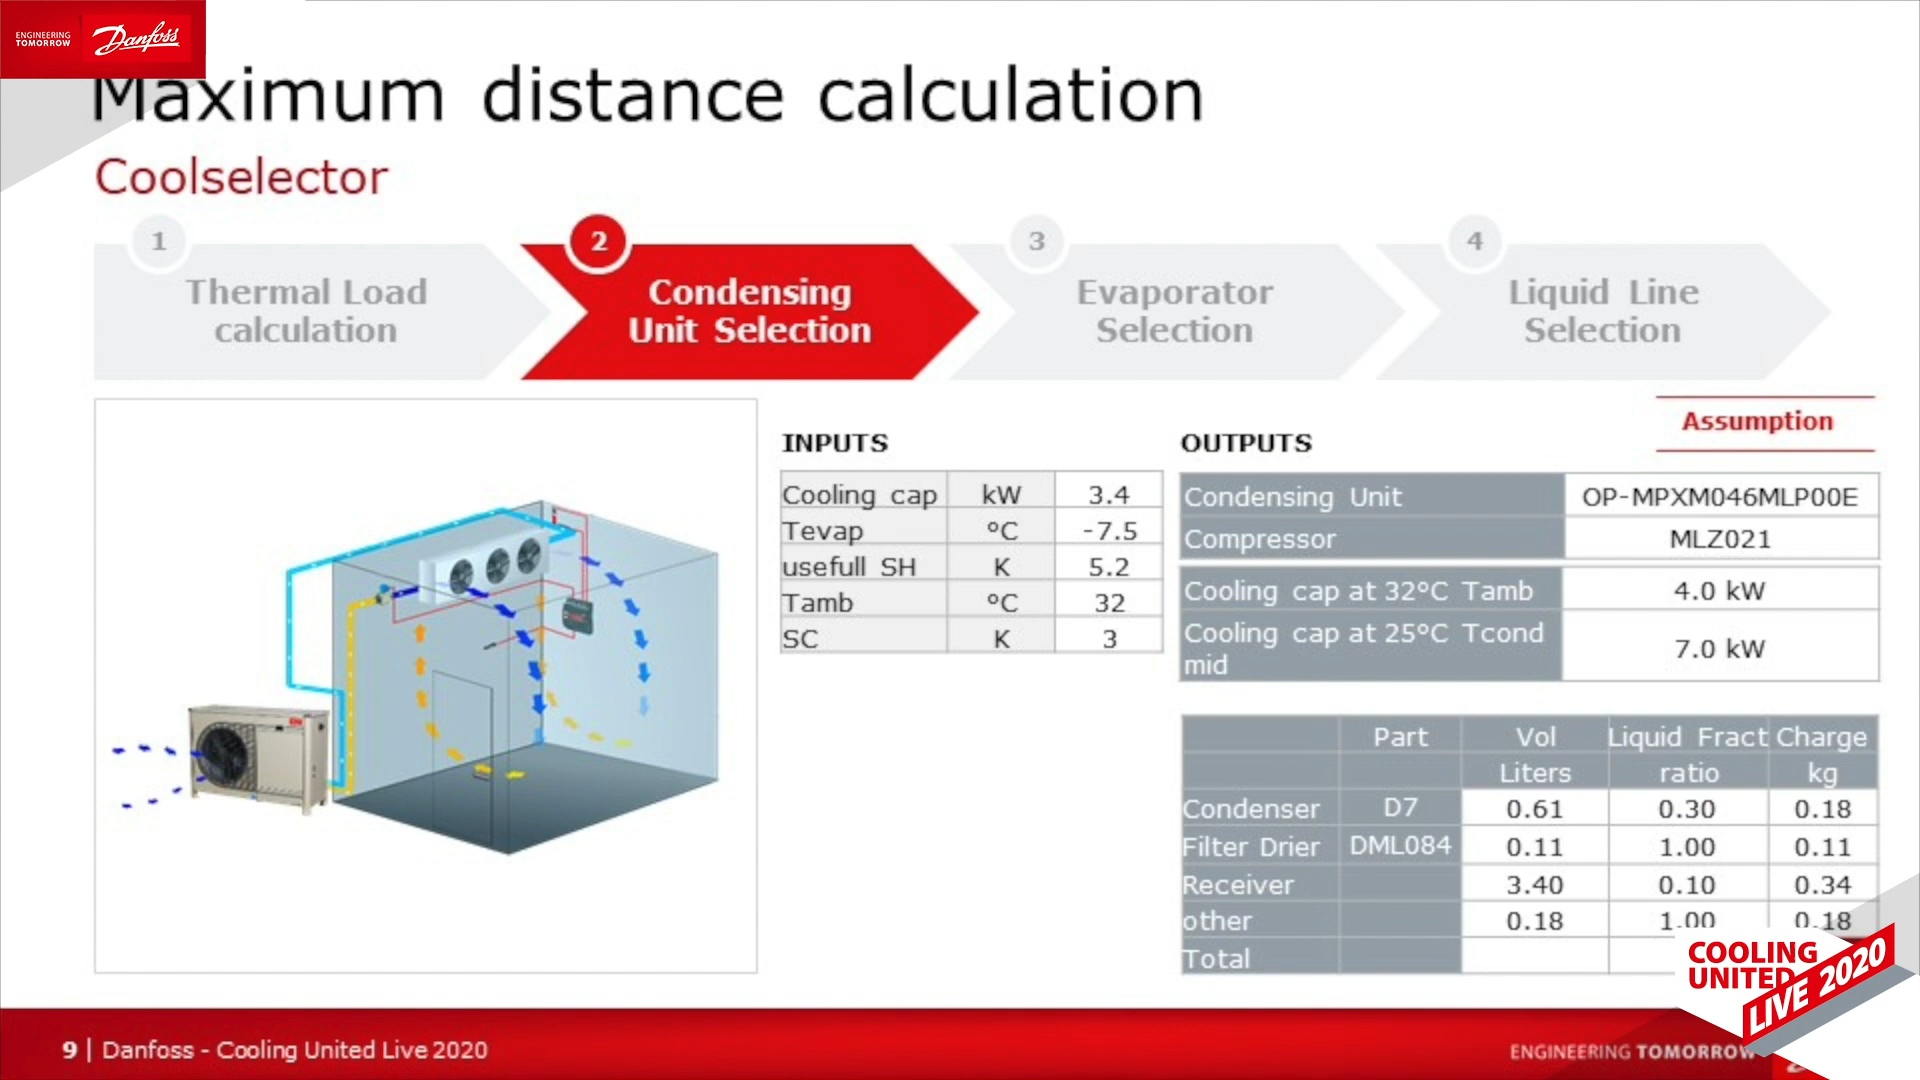 ENGINEERING
TOMORROW
Danfoss
Maximum distance calculation
Coolselector
1
Thermal Load
calculation
2
Condensing
Unit Selection
3
Evaporator
Selection
4
Liquid Line
Selection
Assumption
INPUTS
Cooling cap kW 3.4
Tevap °C -7.5
usefull SH K 5.2
Tamb °C 32
SC K 3
OUTPUTS
Condensing Unit OP-MPXM046MLP00E
Compressor MLZ021
Cooling cap at 32°C Tamb 4.0 kW
Cooling cap at 25°C Tcond
mid 7.0 kW
Part Vol Liquid Fract Charge
Liters ratio kg
Condenser D7 0.61 0.30 0.18
Filter Drier DML084 0.11 1.00 0.11
Receiver 3.40 0.10 0.34
other 0.18 1.00 0.18
Total
COOLING
UNITED
LIVE 2020
9 | Danfoss - Cooling United Live 2020
ENGINEERING TOMORROW